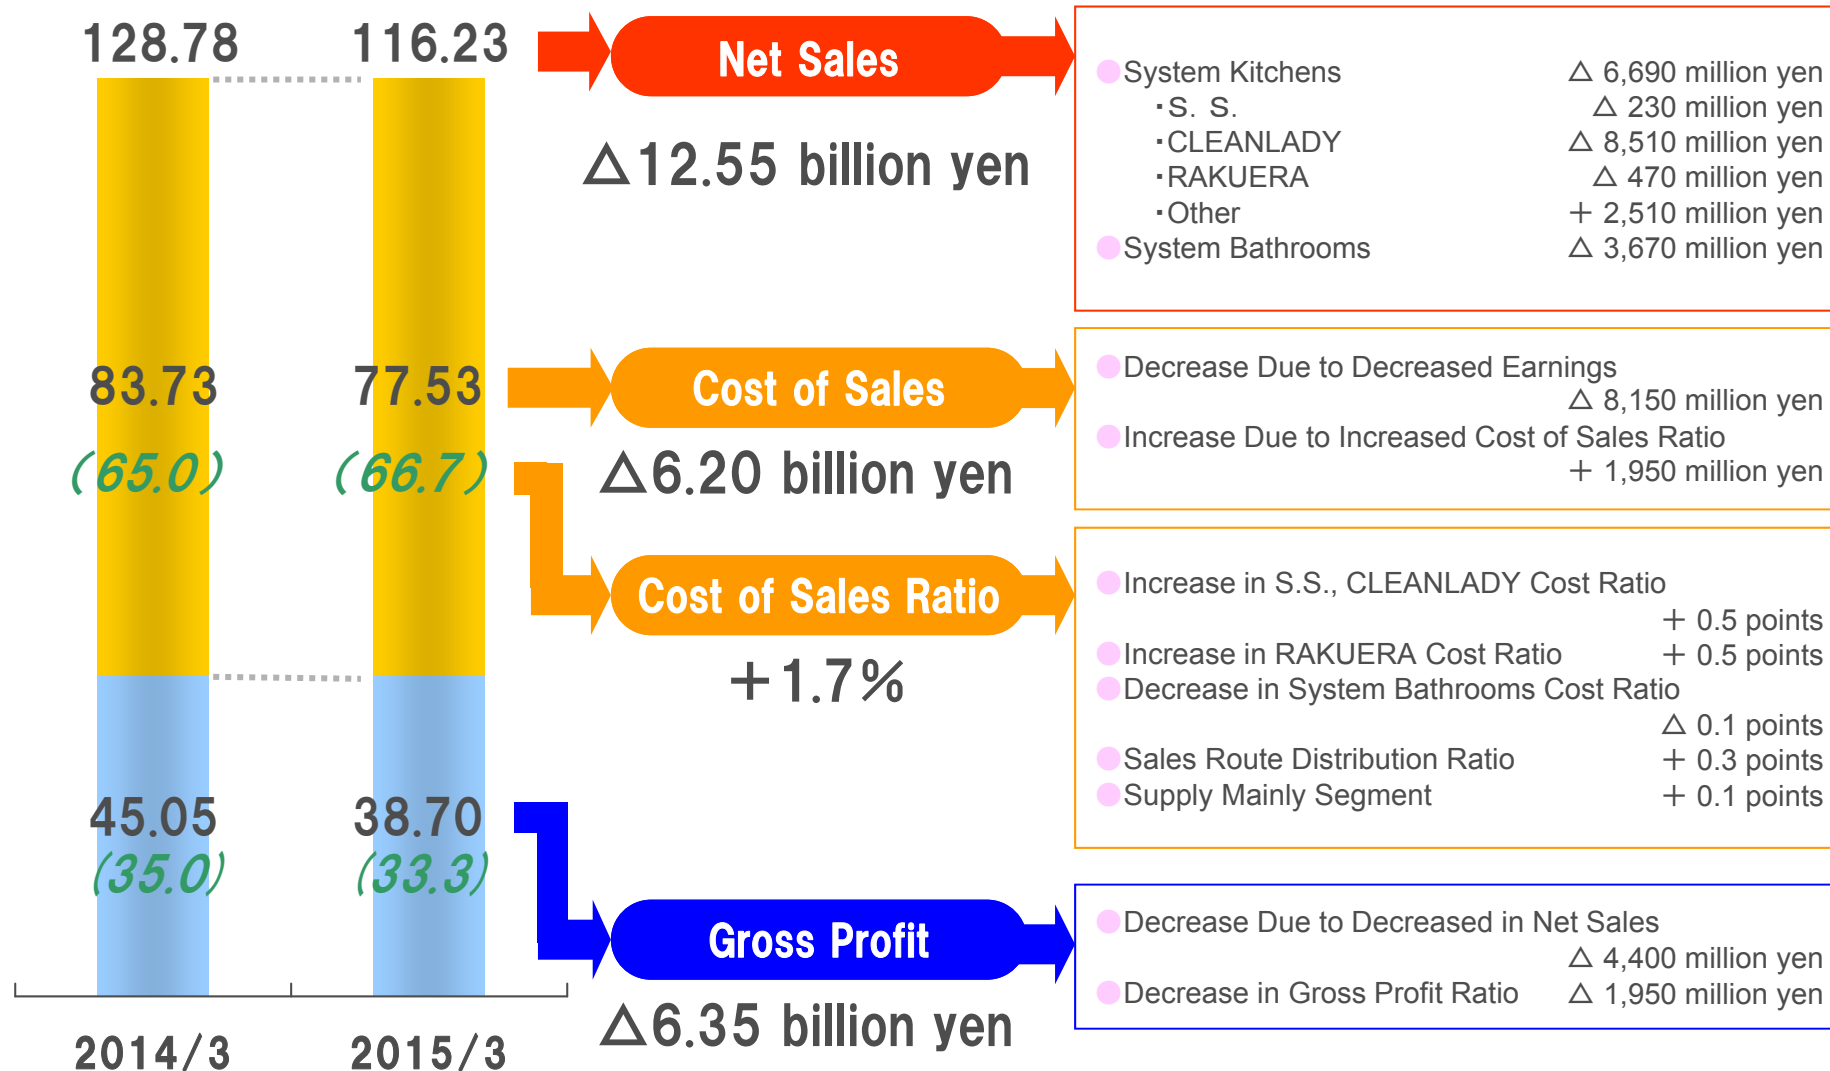 128.78
116.23
83.73
77.53
(65.0)
(66.7)
45.05
38.70
(35.0)
(33.3)
2014/3
2015/3
Net Sales
△12.55 billion yen
System Kitchens △ 6,690 million yen
・S. S. △ 230 million yen
・CLEANLADY △ 8,510 million yen
・RAKUERA △ 470 million yen
・Other ＋ 2,510 million yen
System Bathrooms △ 3,670 million yen
Cost of Sales
△6.20 billion yen
Decrease Due to Decreased Earnings
△ 8,150 million yen
Increase Due to Increased Cost of Sales Ratio
＋ 1,950 million yen
Cost of Sales Ratio
＋1.7%
Increase in S.S., CLEANLADY Cost Ratio
＋ 0.5 points
Increase in RAKUERA Cost Ratio ＋ 0.5 points
Decrease in System Bathrooms Cost Ratio
△ 0.1 points
Sales Route Distribution Ratio ＋ 0.3 points
Supply Mainly Segment ＋ 0.1 points
Gross Profit
△6.35 billion yen
Decrease Due to Decreased in Net Sales
△ 4,400 million yen
Decrease in Gross Profit Ratio △ 1,950 million yen